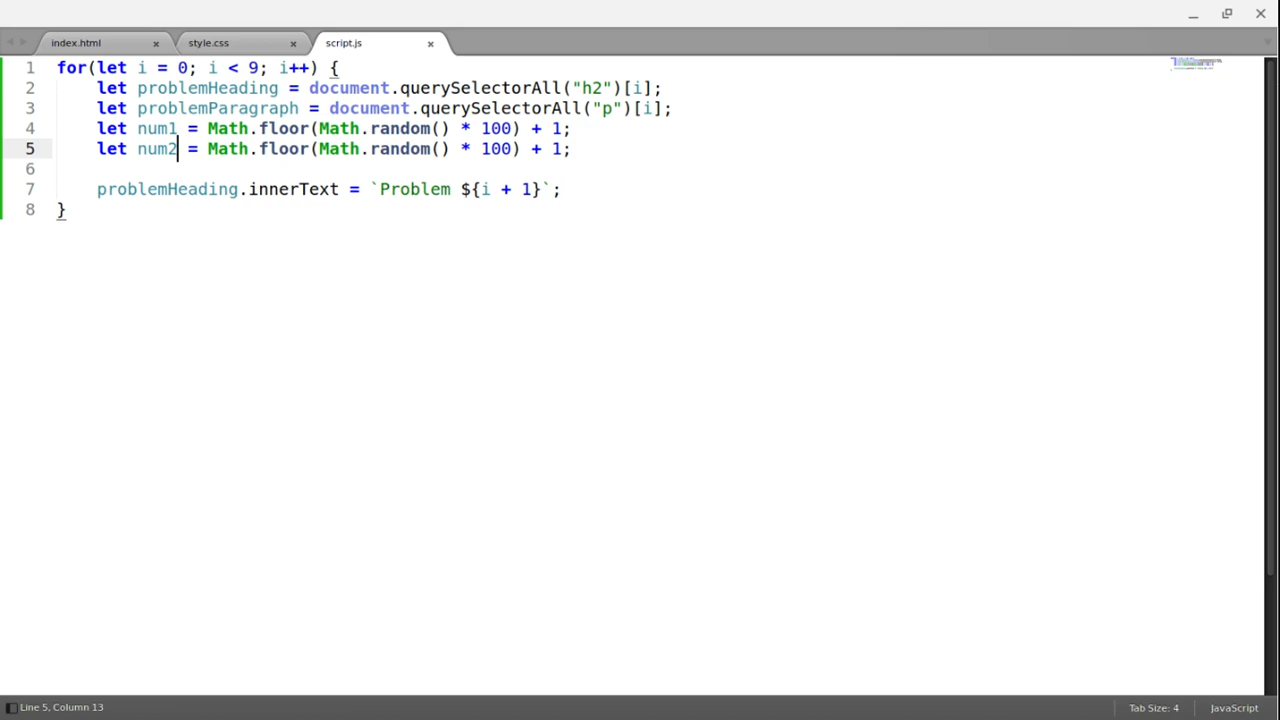 index.html × style.css × script.js ×
1 for(let i = 0; i < 9; i++) {
2     let problemHeading = document.querySelectorAll("h2")[i];
3     let problemParagraph = document.querySelectorAll("p")[i];
4     let num1 = Math.floor(Math.random() * 100) + 1;
5     let num2 = Math.floor(Math.random() * 100) + 1;
6
7     problemHeading.innerText = `Problem ${i + 1}`;
8 }
Line 5, Column 13 Tab Size: 4 JavaScript